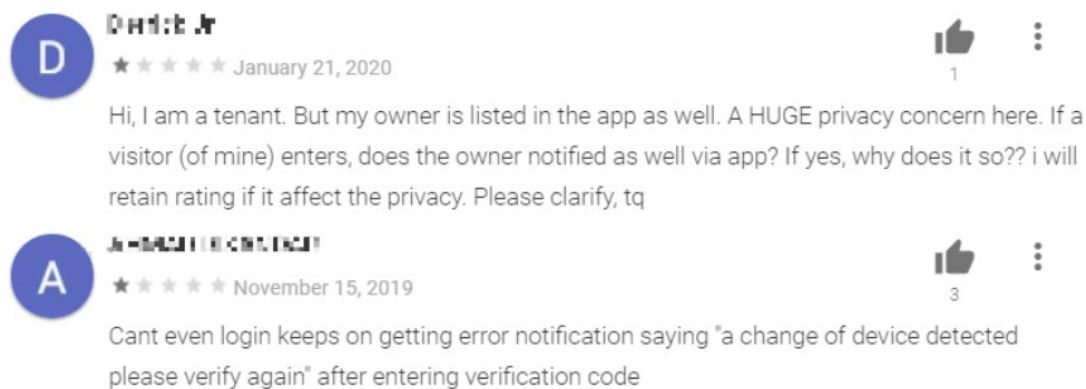 D
January 21, 2020
1
Hi, I am a tenant. But my owner is listed in the app as well. A HUGE privacy concern here. If a
visitor (of mine) enters, does the owner notified as well via app? If yes, why does it so?? i will
retain rating if it affect the privacy. Please clarify, tq
A
November 15, 2019
3
Cant even login keeps on getting error notification saying "a change of device detected
please verify again" after entering verification code